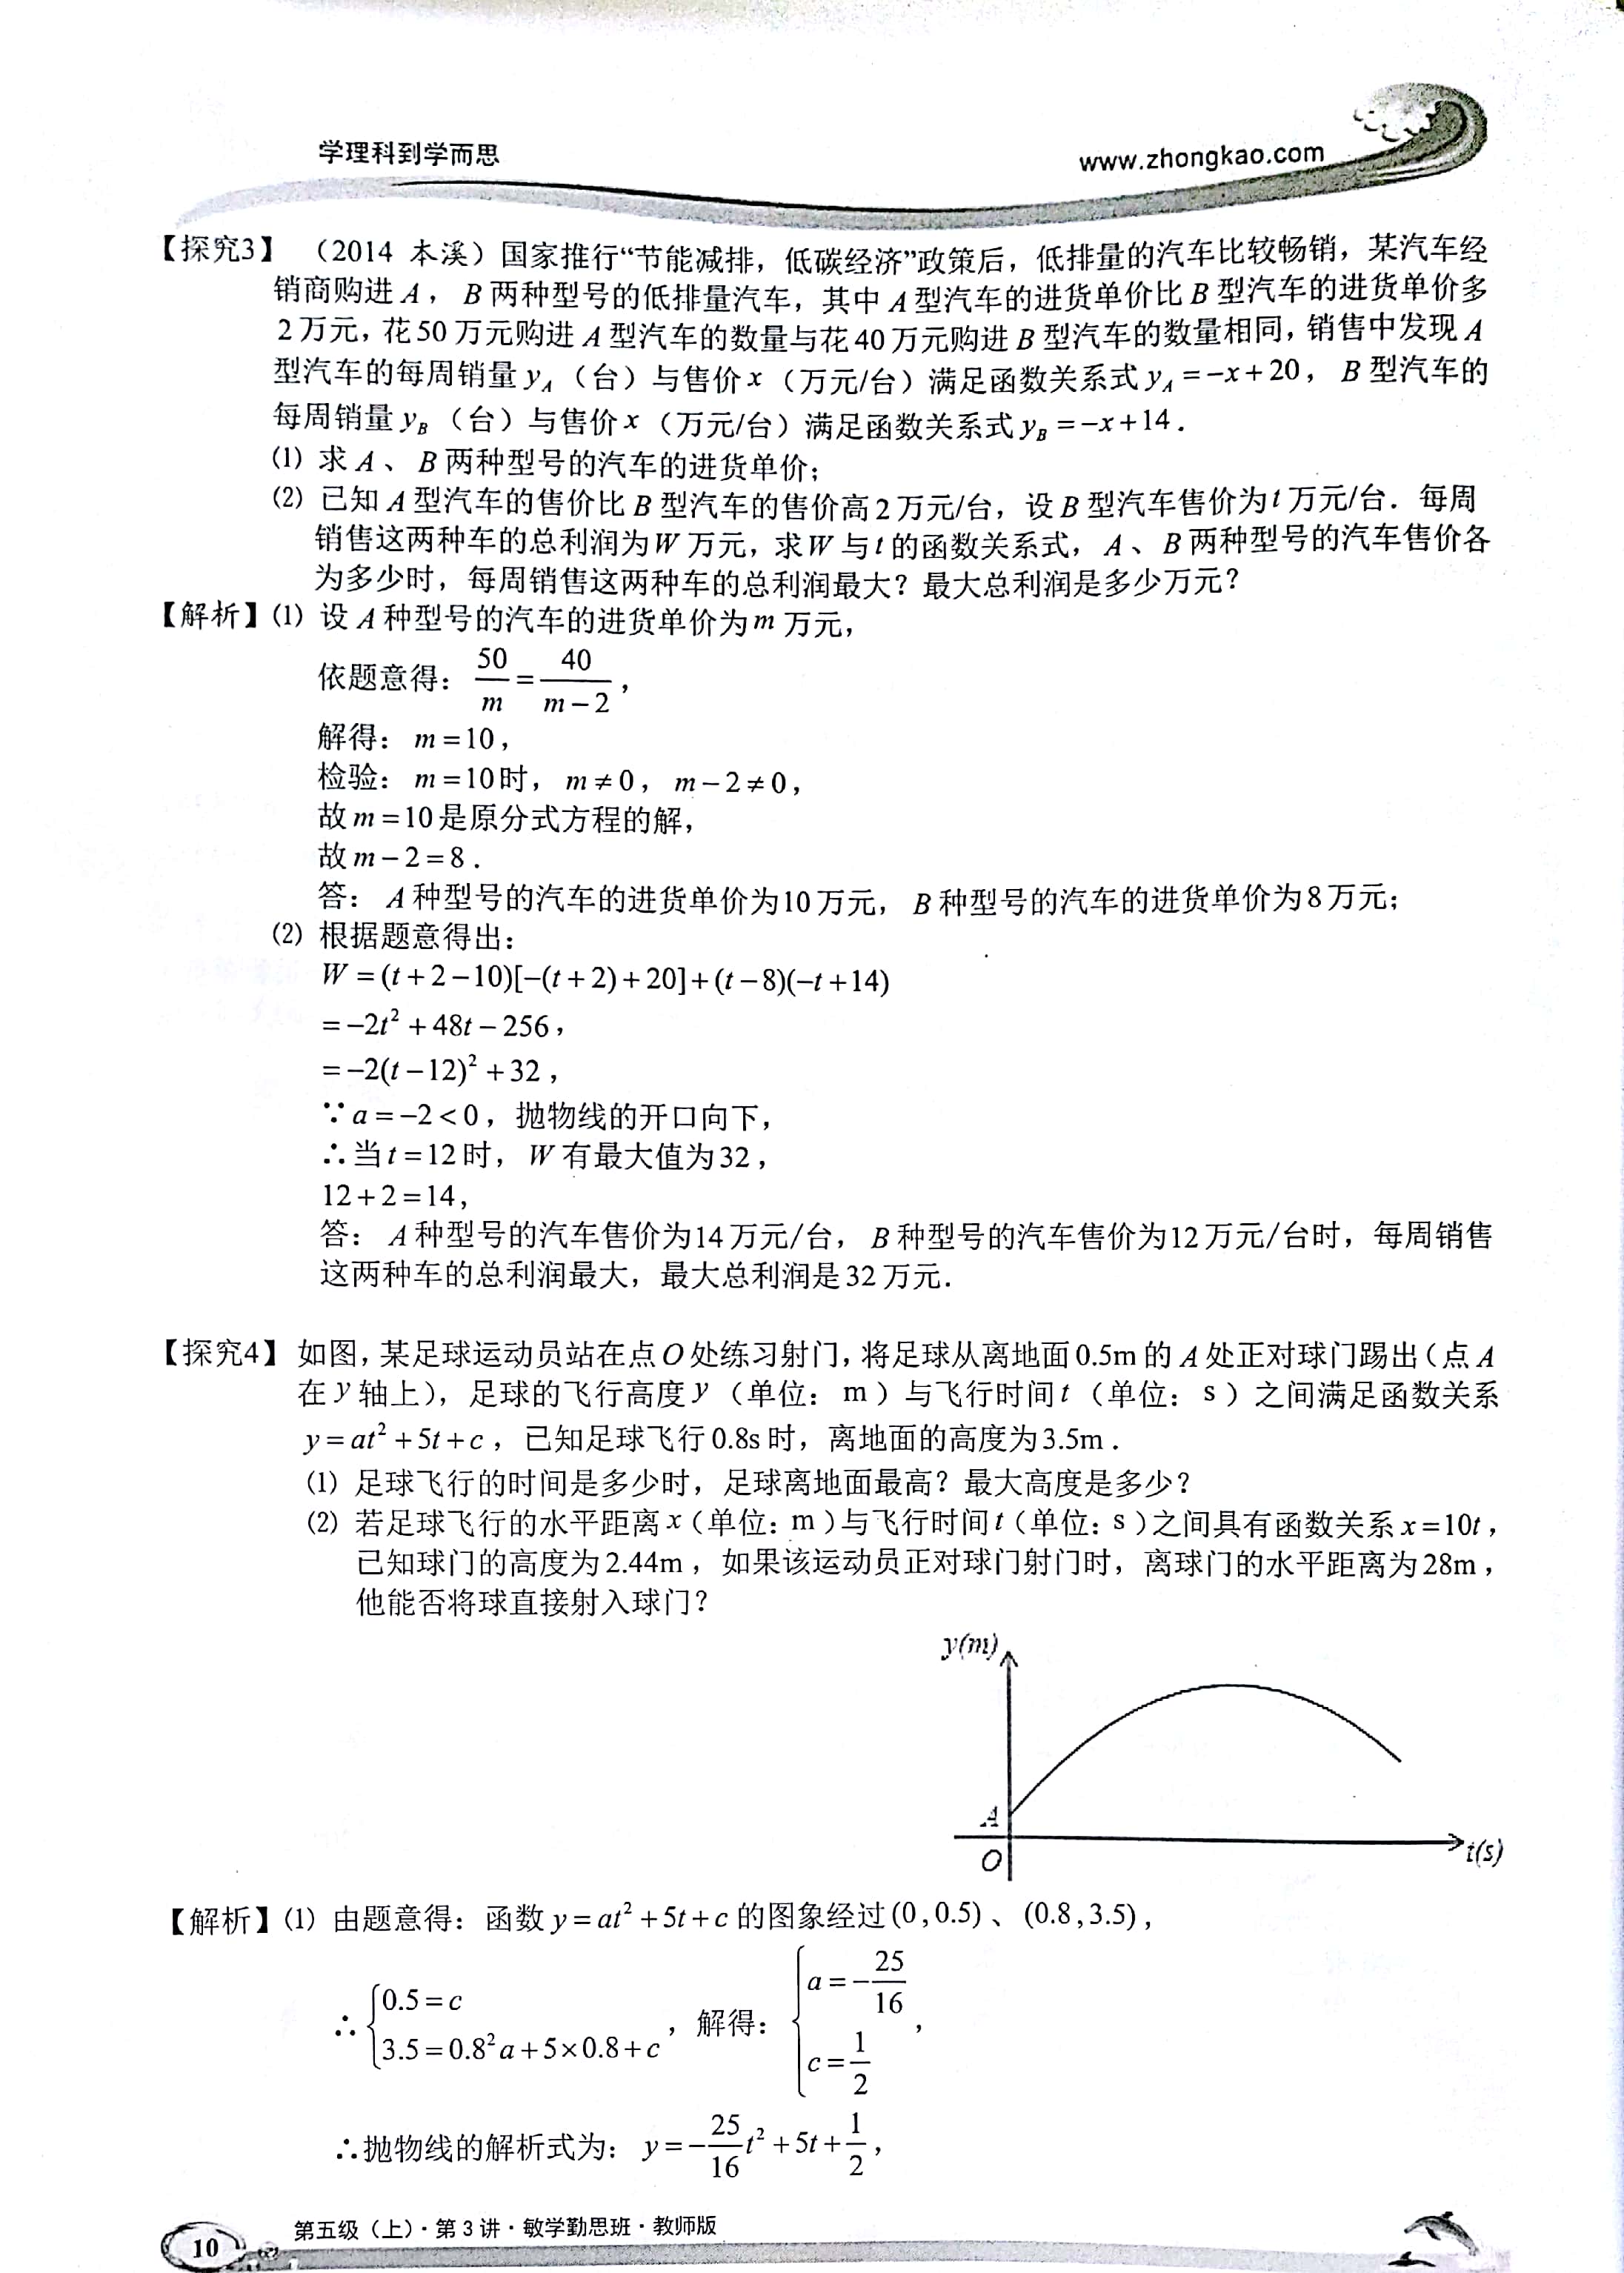 学理科到学而思
www.zhongkao.com
【探究3】 （2014 本溪）国家推行“节能减排，低碳经济”政策后，低排量的汽车比较畅销，某汽车经
销商购进 A， B 两种型号的低排量汽车，其中 A 型汽车的进货单价比 B 型汽车的进货单价多
2 万元，花 50 万元购进 A 型汽车的数量与花 40 万元购进 B 型汽车的数量相同，销售中发现 A
型汽车的每周销量 y_A（台）与售价 x（万元/台）满足函数关系式 y_A = −x + 20， B 型汽车的
每周销量 y_B（台）与售价 x（万元/台）满足函数关系式 y_B = −x + 14．
⑴ 求 A、 B 两种型号的汽车的进货单价；
⑵ 已知 A 型汽车的售价比 B 型汽车的售价高 2 万元/台，设 B 型汽车售价为 t 万元/台．每周
销售这两种车的总利润为 W 万元，求 W 与 t 的函数关系式， A、 B 两种型号的汽车售价各
为多少时，每周销售这两种车的总利润最大？最大总利润是多少万元？
【解析】⑴ 设 A 种型号的汽车的进货单价为 m 万元，
依题意得： 50/m = 40/(m − 2)，
解得： m = 10，
检验： m = 10 时， m ≠ 0， m − 2 ≠ 0，
故 m = 10 是原分式方程的解，
故 m − 2 = 8．
答： A 种型号的汽车的进货单价为 10 万元， B 种型号的汽车的进货单价为 8 万元；
⑵ 根据题意得出：
W = (t + 2 − 10)[−(t + 2) + 20] + (t − 8)(−t + 14)
= −2t² + 48t − 256，
= −2(t − 12)² + 32，
∵ a = −2 < 0，抛物线的开口向下，
∴ 当 t = 12 时， W 有最大值为 32，
12 + 2 = 14，
答： A 种型号的汽车售价为 14 万元/台， B 种型号的汽车售价为 12 万元/台时，每周销售
这两种车的总利润最大，最大总利润是 32 万元．
【探究4】 如图，某足球运动员站在点 O 处练习射门，将足球从离地面 0.5m 的 A 处正对球门踢出（点 A
在 y 轴上），足球的飞行高度 y（单位： m）与飞行时间 t（单位： s）之间满足函数关系
y = at² + 5t + c，已知足球飞行 0.8s 时，离地面的高度为 3.5m．
⑴ 足球飞行的时间是多少时，足球离地面最高？最大高度是多少？
⑵ 若足球飞行的水平距离 x（单位：m）与飞行时间 t（单位：s）之间具有函数关系 x = 10t，
已知球门的高度为 2.44m，如果该运动员正对球门射门时，离球门的水平距离为 28m，
他能否将球直接射入球门？
y(m)
A
O
t(s)
【解析】⑴ 由题意得：函数 y = at² + 5t + c 的图象经过 (0, 0.5)、 (0.8, 3.5)，
∴ {0.5 = c
3.5 = 0.8²a + 5×0.8 + c ，解得： {a = −25/16
c = 1/2 ，
∴抛物线的解析式为： y = −25/16 t² + 5t + 1/2，
第五级（上）·第 3 讲·敏学勤思班·教师版
10